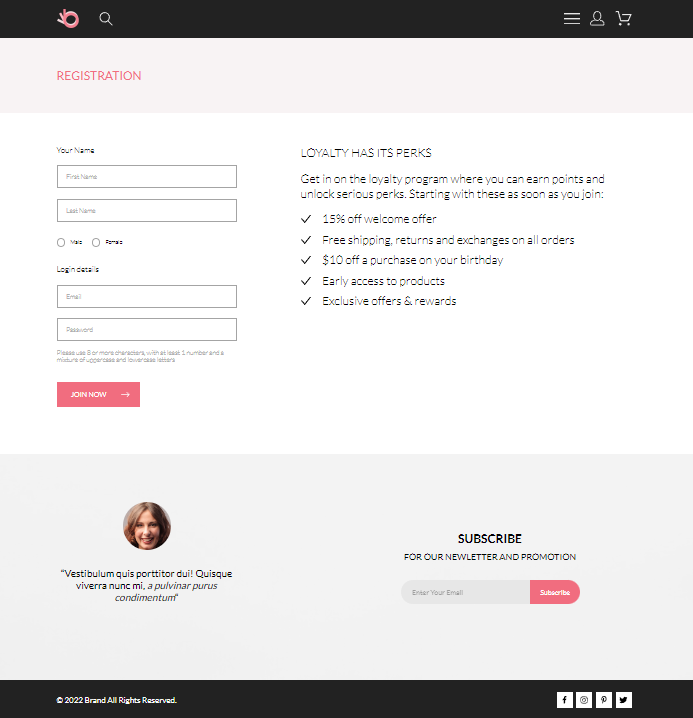 REGISTRATION
Your Name
First Name
Last Name
Male Female
Login details
Email
Password
Please use 8 or more characters, with at least 1 number and a
mixture of uppercase and lowercase letters
JOIN NOW
LOYALTY HAS ITS PERKS
Get in on the loyalty program where you can earn points and
unlock serious perks. Starting with these as soon as you join:
15% off welcome offer
Free shipping, returns and exchanges on all orders
$10 off a purchase on your birthday
Early access to products
Exclusive offers & rewards
“Vestibulum quis porttitor dui! Quisque
viverra nunc mi, a pulvinar purus
condimentum“
SUBSCRIBE
FOR OUR NEWLETTER AND PROMOTION
Enter Your Email
Subscribe
© 2022 Brand All Rights Reserved.